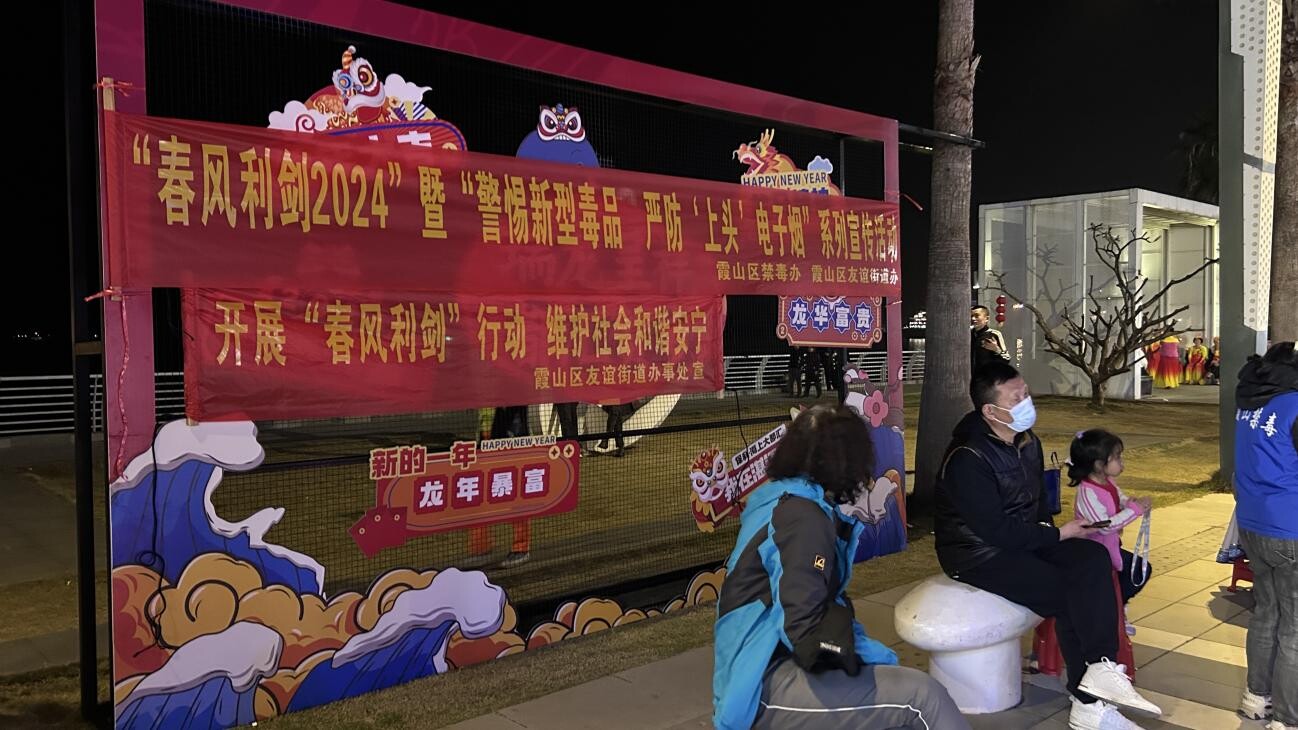 HAPPY NEW YEAR
“春风利剑2024”暨“警惕新型毒品 严防‘上头’电子烟”系列宣传活动
霞山区禁毒办 霞山区友谊街道办
开展“春风利剑”行动 维护社会和谐安宁
霞山区友谊街道办事处 宣
龙华富贵
新的一年
HAPPY NEW YEAR
龙年暴富
山禁毒